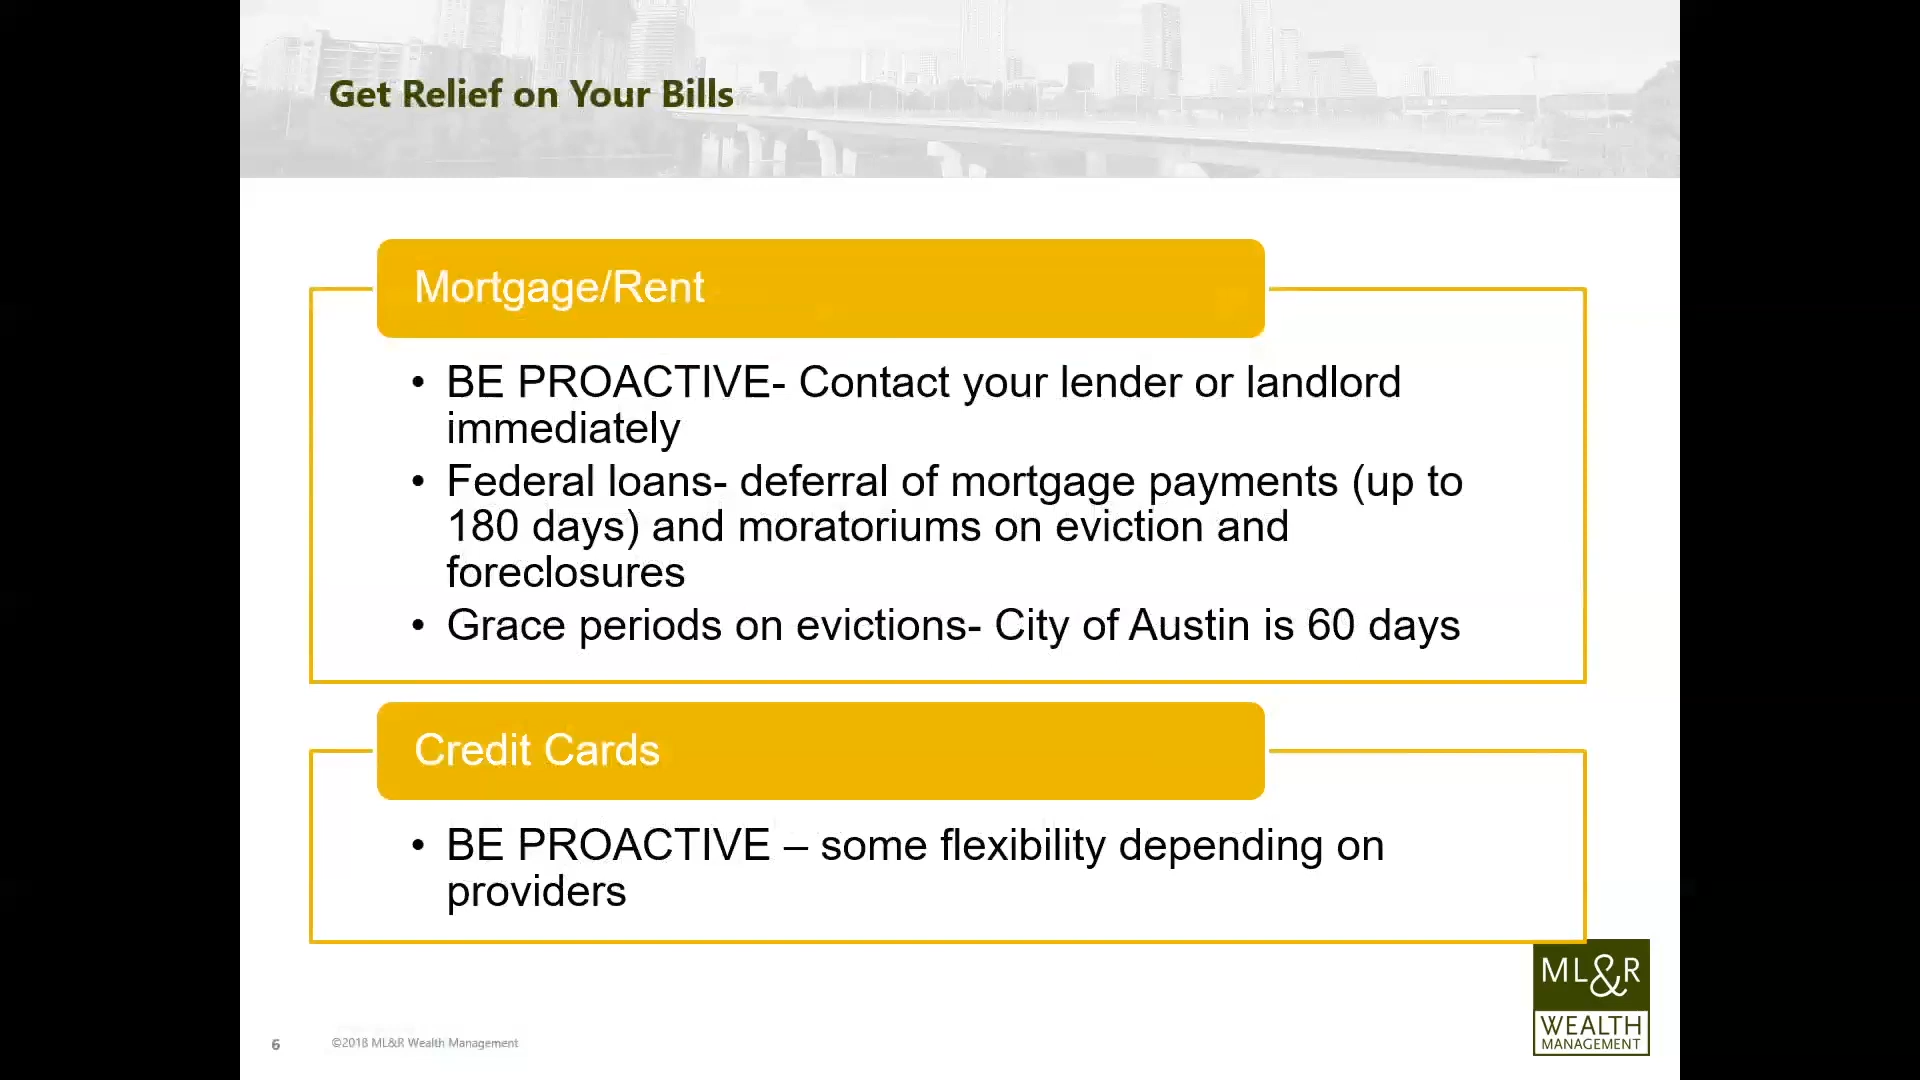 Get Relief on Your Bills
Mortgage/Rent
• BE PROACTIVE- Contact your lender or landlord
immediately
• Federal loans- deferral of mortgage payments (up to
180 days) and moratoriums on eviction and
foreclosures
• Grace periods on evictions- City of Austin is 60 days
Credit Cards
• BE PROACTIVE – some flexibility depending on
providers
ML&R
WEALTH
MANAGEMENT
6
©2018 ML&R Wealth Management